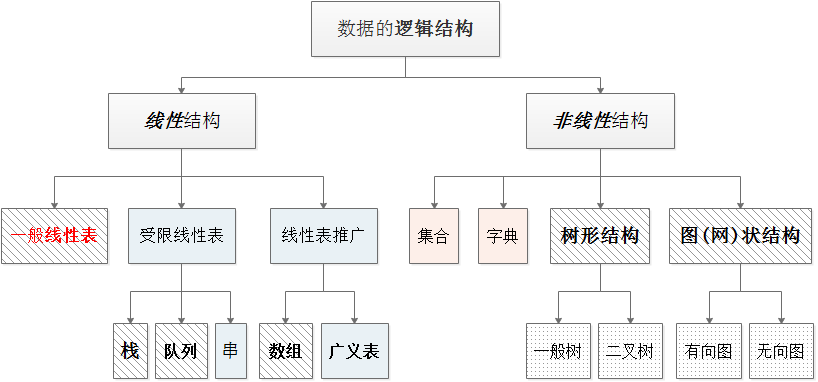 数据的逻辑结构
线性结构
非线性结构
一般线性表
受限线性表
线性表推广
集合
字典
树形结构
图(网)状结构
栈
队列
串
数组
广义表
一般树
二叉树
有向图
无向图